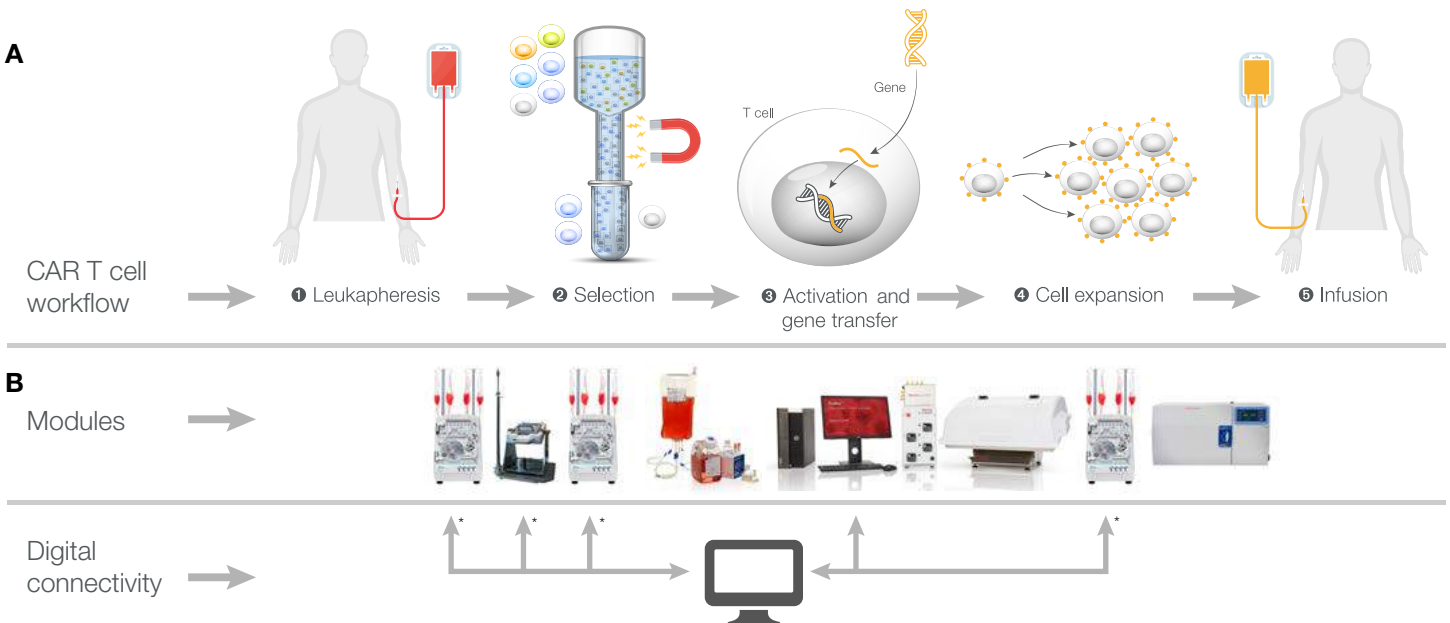 A
Gene
T cell
CAR T cell
workflow
❶ Leukapheresis
❷ Selection
❸ Activation and
gene transfer
❹ Cell expansion
❺ Infusion
B
Modules
* * * *
Digital
connectivity